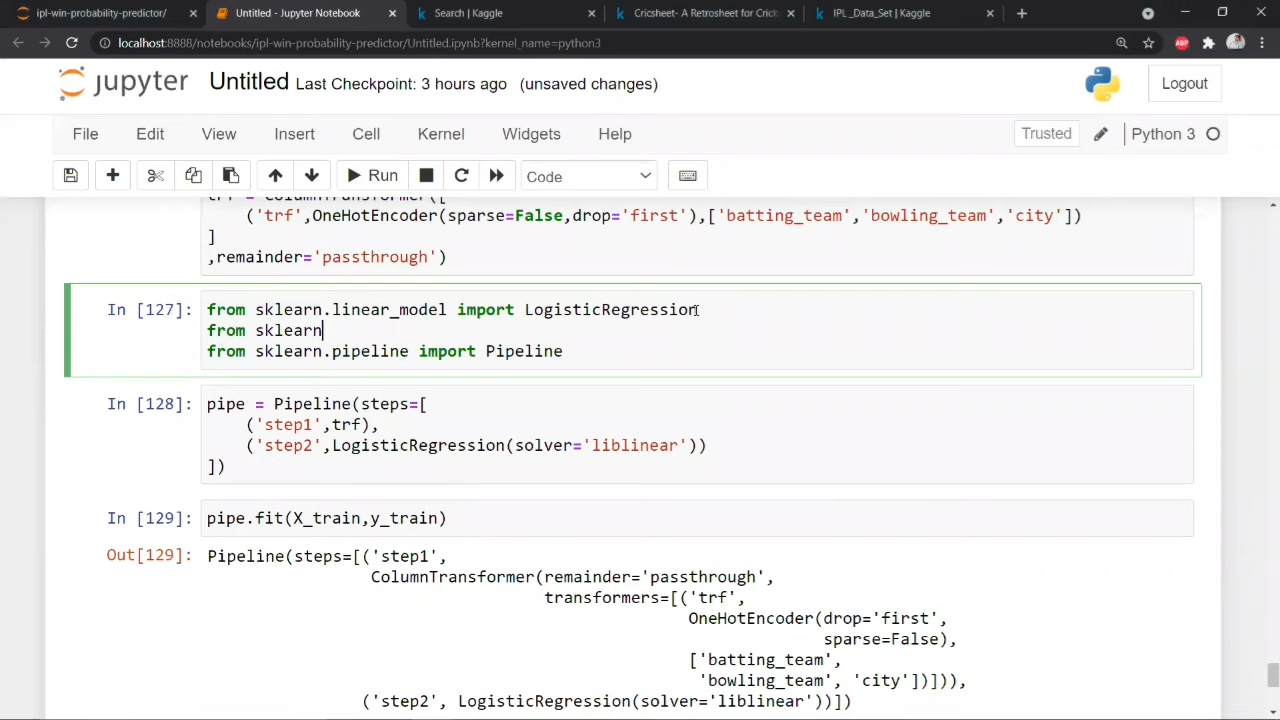 ipl-win-probability-predictor/
Untitled - Jupyter Notebook
Search | Kaggle
Cricsheet- A Retrosheet for Crick
IPL _Data_Set | Kaggle
localhost:8888/notebooks/ipl-win-probability-predictor/Untitled.ipynb?kernel_name=python3
ABP
jupyter Untitled Last Checkpoint: 3 hours ago (unsaved changes)
Logout
File Edit View Insert Cell Kernel Widgets Help
Trusted
Python 3
Run
Code
trf = ColumnTransformer([
('trf',OneHotEncoder(sparse=False,drop='first'),['batting_team','bowling_team','city'])
]
,remainder='passthrough')
In [127]: from sklearn.linear_model import LogisticRegression
from sklearn
from sklearn.pipeline import Pipeline
In [128]: pipe = Pipeline(steps=[
('step1',trf),
('step2',LogisticRegression(solver='liblinear'))
])
In [129]: pipe.fit(X_train,y_train)
Out[129]: Pipeline(steps=[('step1',
ColumnTransformer(remainder='passthrough',
transformers=[('trf',
OneHotEncoder(drop='first',
sparse=False),
['batting_team',
'bowling_team', 'city'])])),
('step2', LogisticRegression(solver='liblinear'))])